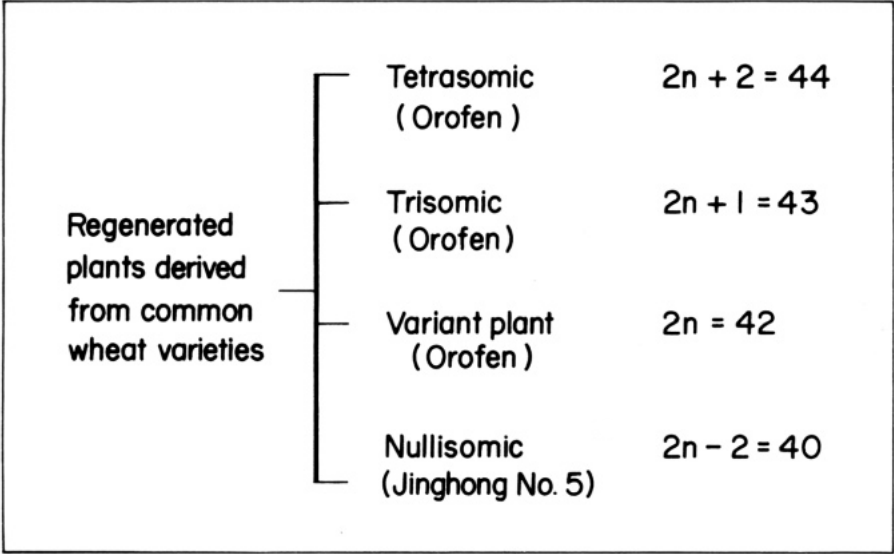 Regenerated
plants derived
from common
wheat varieties
Tetrasomic 2n + 2 = 44
(Orofen)
Trisomic 2n + 1 = 43
(Orofen)
Variant plant 2n = 42
(Orofen)
Nullisomic 2n - 2 = 40
(Jinghong No. 5)